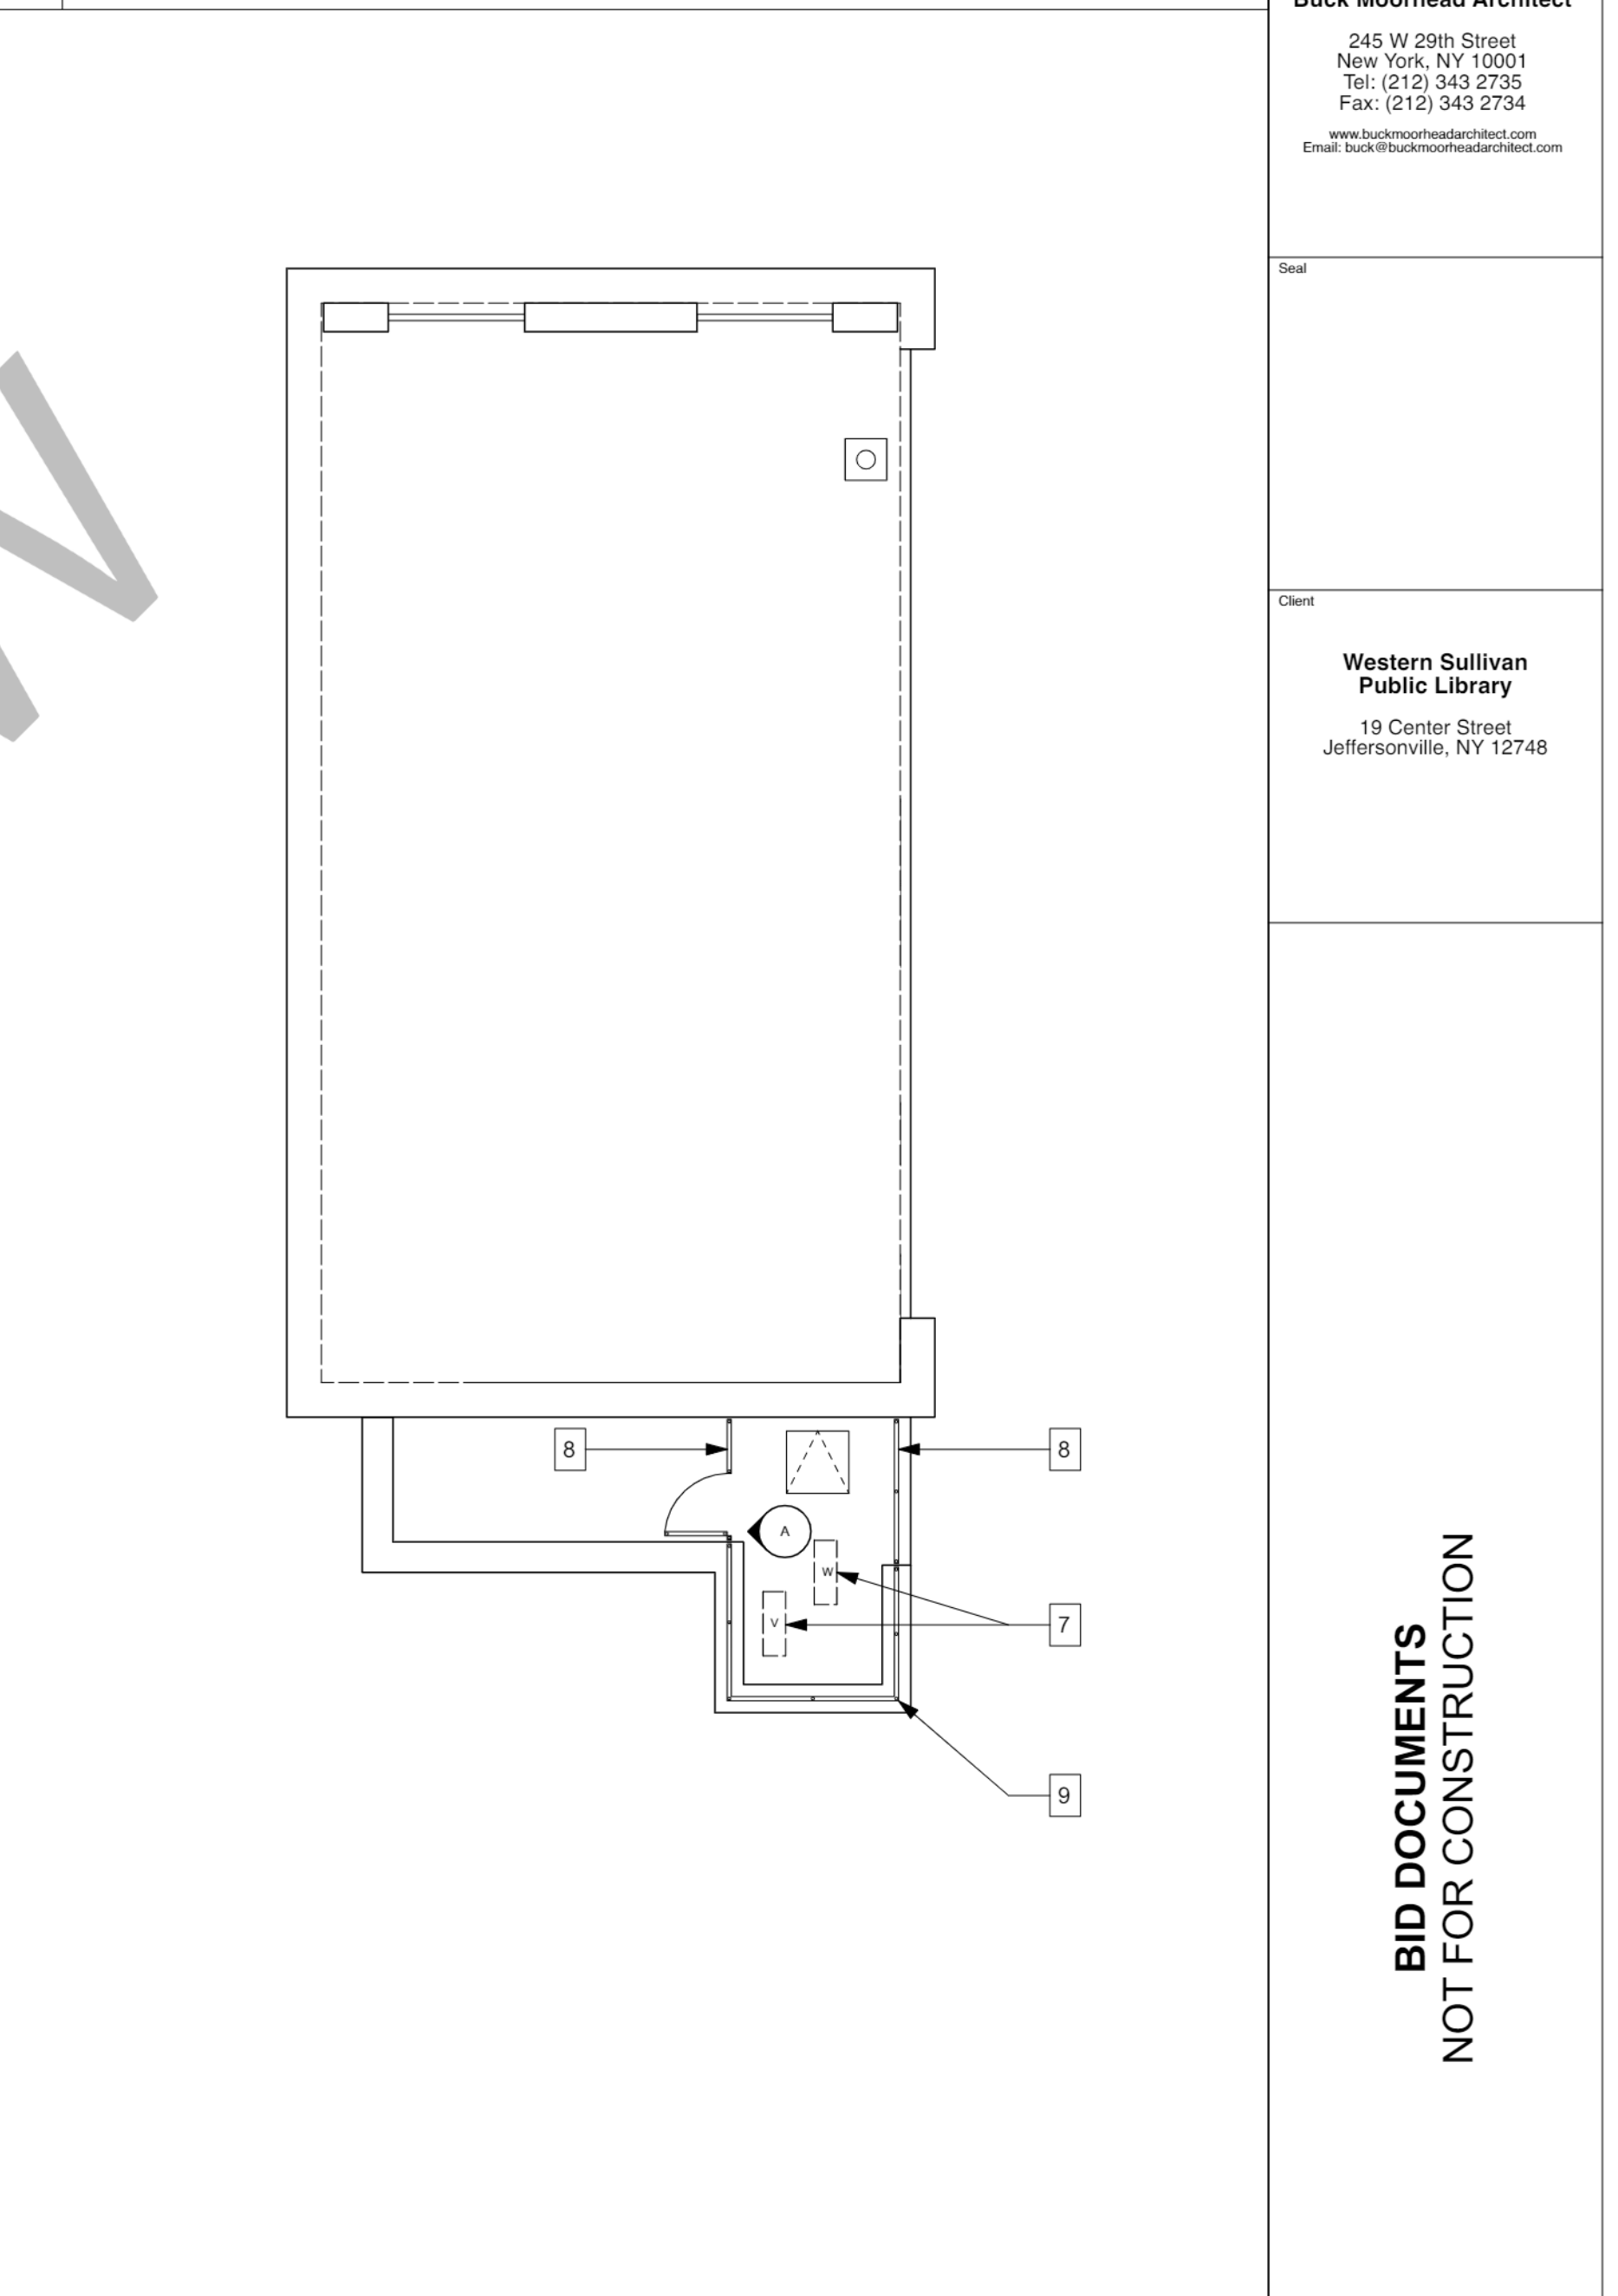 Buck Moorhead Architect
245 W 29th Street
New York, NY 10001
Tel: (212) 343 2735
Fax: (212) 343 2734
www.buckmoorheadarchitect.com
Email: buck@buckmoorheadarchitect.com
Seal
Client
Western Sullivan
Public Library
19 Center Street
Jeffersonville, NY 12748
8
8
A
W
V
7
9
BID DOCUMENTS
NOT FOR CONSTRUCTION